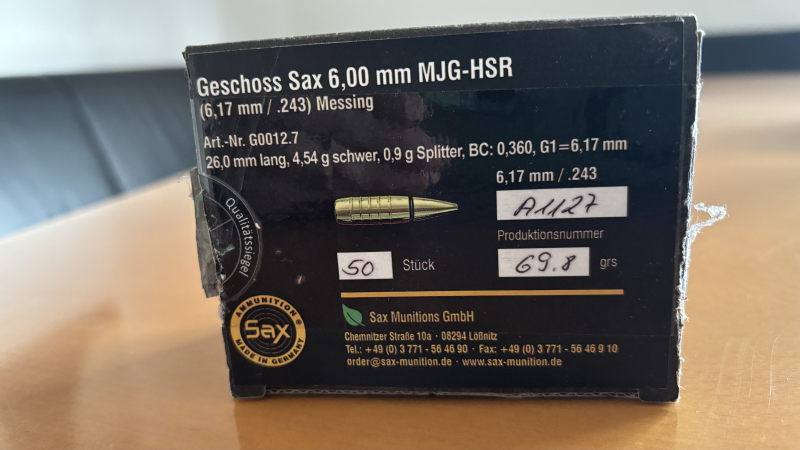 Geschoss Sax 6,00 mm MJG-HSR
(6,17 mm / .243) Messing
Art.-Nr. G0012.7
26,0 mm lang, 4,54 g schwer, 0,9 g Splitter, BC: 0,360, G1=6,17 mm
6,17 mm / .243
A1127
Qualitätssiegel
Produktionsnummer
50 Stück
69.8 grs
AMMUNITION
Sax
MADE IN GERMANY
Sax Munitions GmbH
Chemnitzer Straße 10a · 08294 Lößnitz
Tel.: +49 (0) 3 771 - 56 46 90 · Fax: +49 (0) 3 771 - 56 46 9 10
order@sax-munition.de · www.sax-munition.de